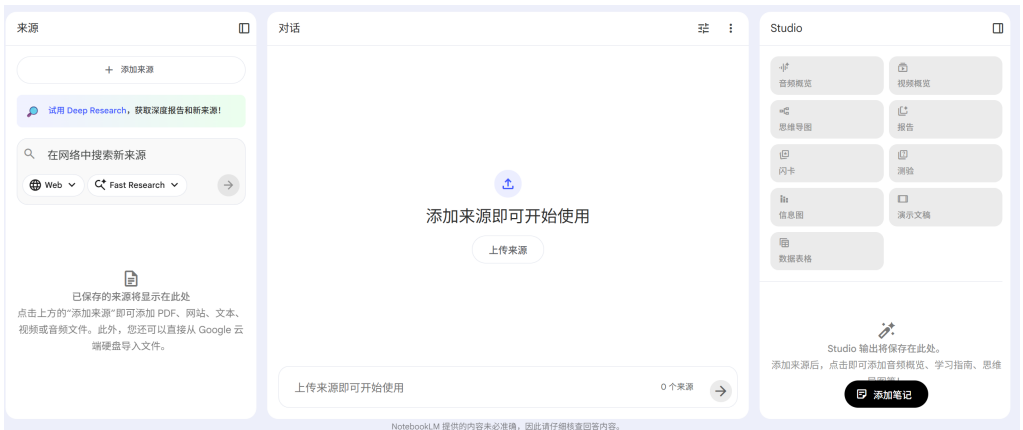 来源
+ 添加来源
试用 Deep Research，获取深度报告和新来源！
在网络中搜索新来源
Web
Fast Research
已保存的来源将显示在此处
点击上方的“添加来源”即可添加 PDF、网站、文本、
视频或音频文件。此外，您还可以直接从 Google 云
端硬盘导入文件。
对话
添加来源即可开始使用
上传来源
上传来源即可开始使用
0 个来源
NotebookLM 提供的内容未必准确，因此请仔细核查回答内容。
Studio
音频概览
视频概览
思维导图
报告
闪卡
测验
信息图
演示文稿
数据表格
Studio 输出将保存在此处。
添加来源后，点击即可添加音频概览、学习指南、思维
添加笔记